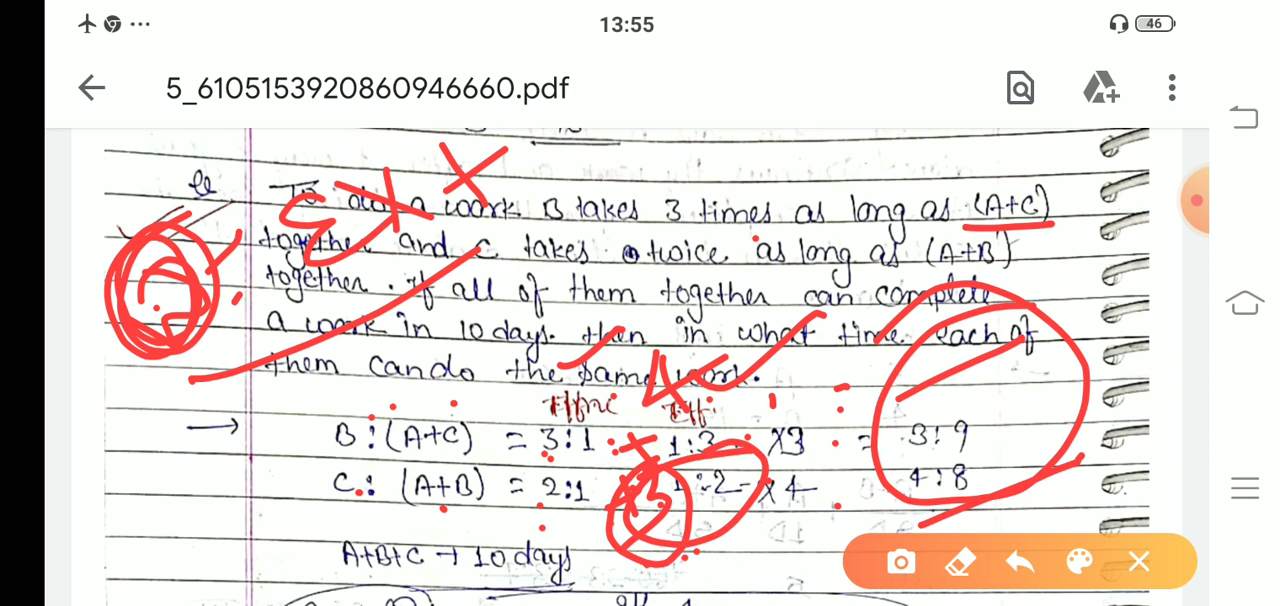 13:55
46
5_6105153920860946660.pdf
To do a work B takes 3 times as long as (A+C)
together and C takes twice as long as (A+B)
together. if all of them together can complete
a work in 10 days. then in what time each of
them can do the same work.
Time Eff.
→ B : (A+C) = 3:1 1:3 ×3 = 3:9
C : (A+B) = 2:1 1:2 ×4 4:8
A+B+C → 10 days